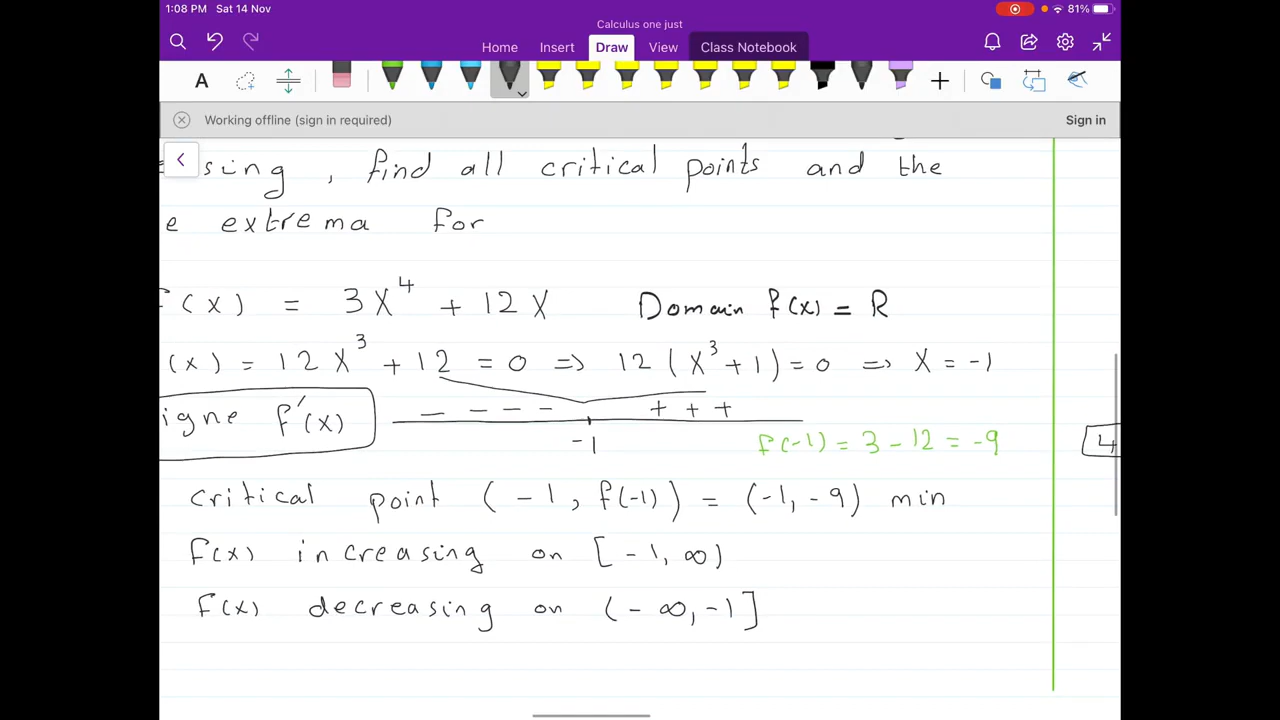 1:08 PM Sat 14 Nov
81%
Calculus one just
Home Insert Draw View Class Notebook
A
Working offline (sign in required) Sign in
sing , find all critical points and the
e extrema for
f(x) = 3x⁴ + 12x Domain f(x) = R
(x) = 12x³ + 12 = 0 => 12(x³ + 1) = 0 => x = -1
igne f'(x) - - - - + + +
-1
f(-1) = 3 - 12 = -9
4
critical point (-1, f(-1)) = (-1, -9) min
f(x) increasing on [-1, ∞)
f(x) decreasing on (-∞, -1]